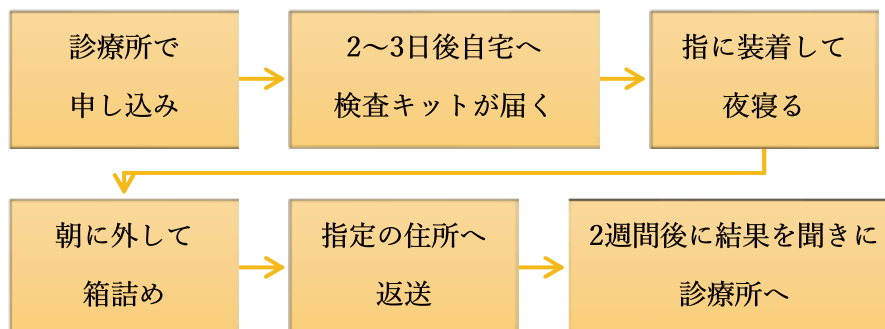 診療所で
申し込み
2〜3日後自宅へ
検査キットが届く
指に装着して
夜寝る
朝に外して
箱詰め
指定の住所へ
返送
2週間後に結果を聞きに
診療所へ